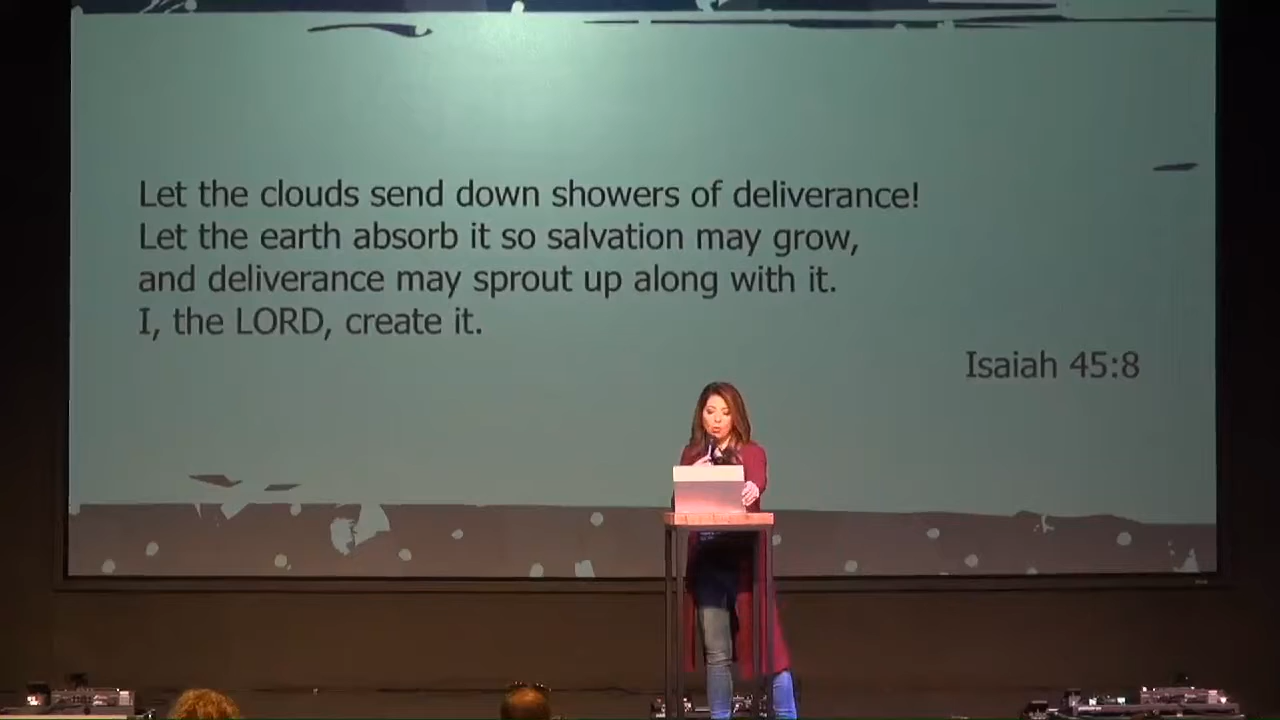 Let the clouds send down showers of deliverance!
Let the earth absorb it so salvation may grow,
and deliverance may sprout up along with it.
I, the LORD, create it.
Isaiah 45:8